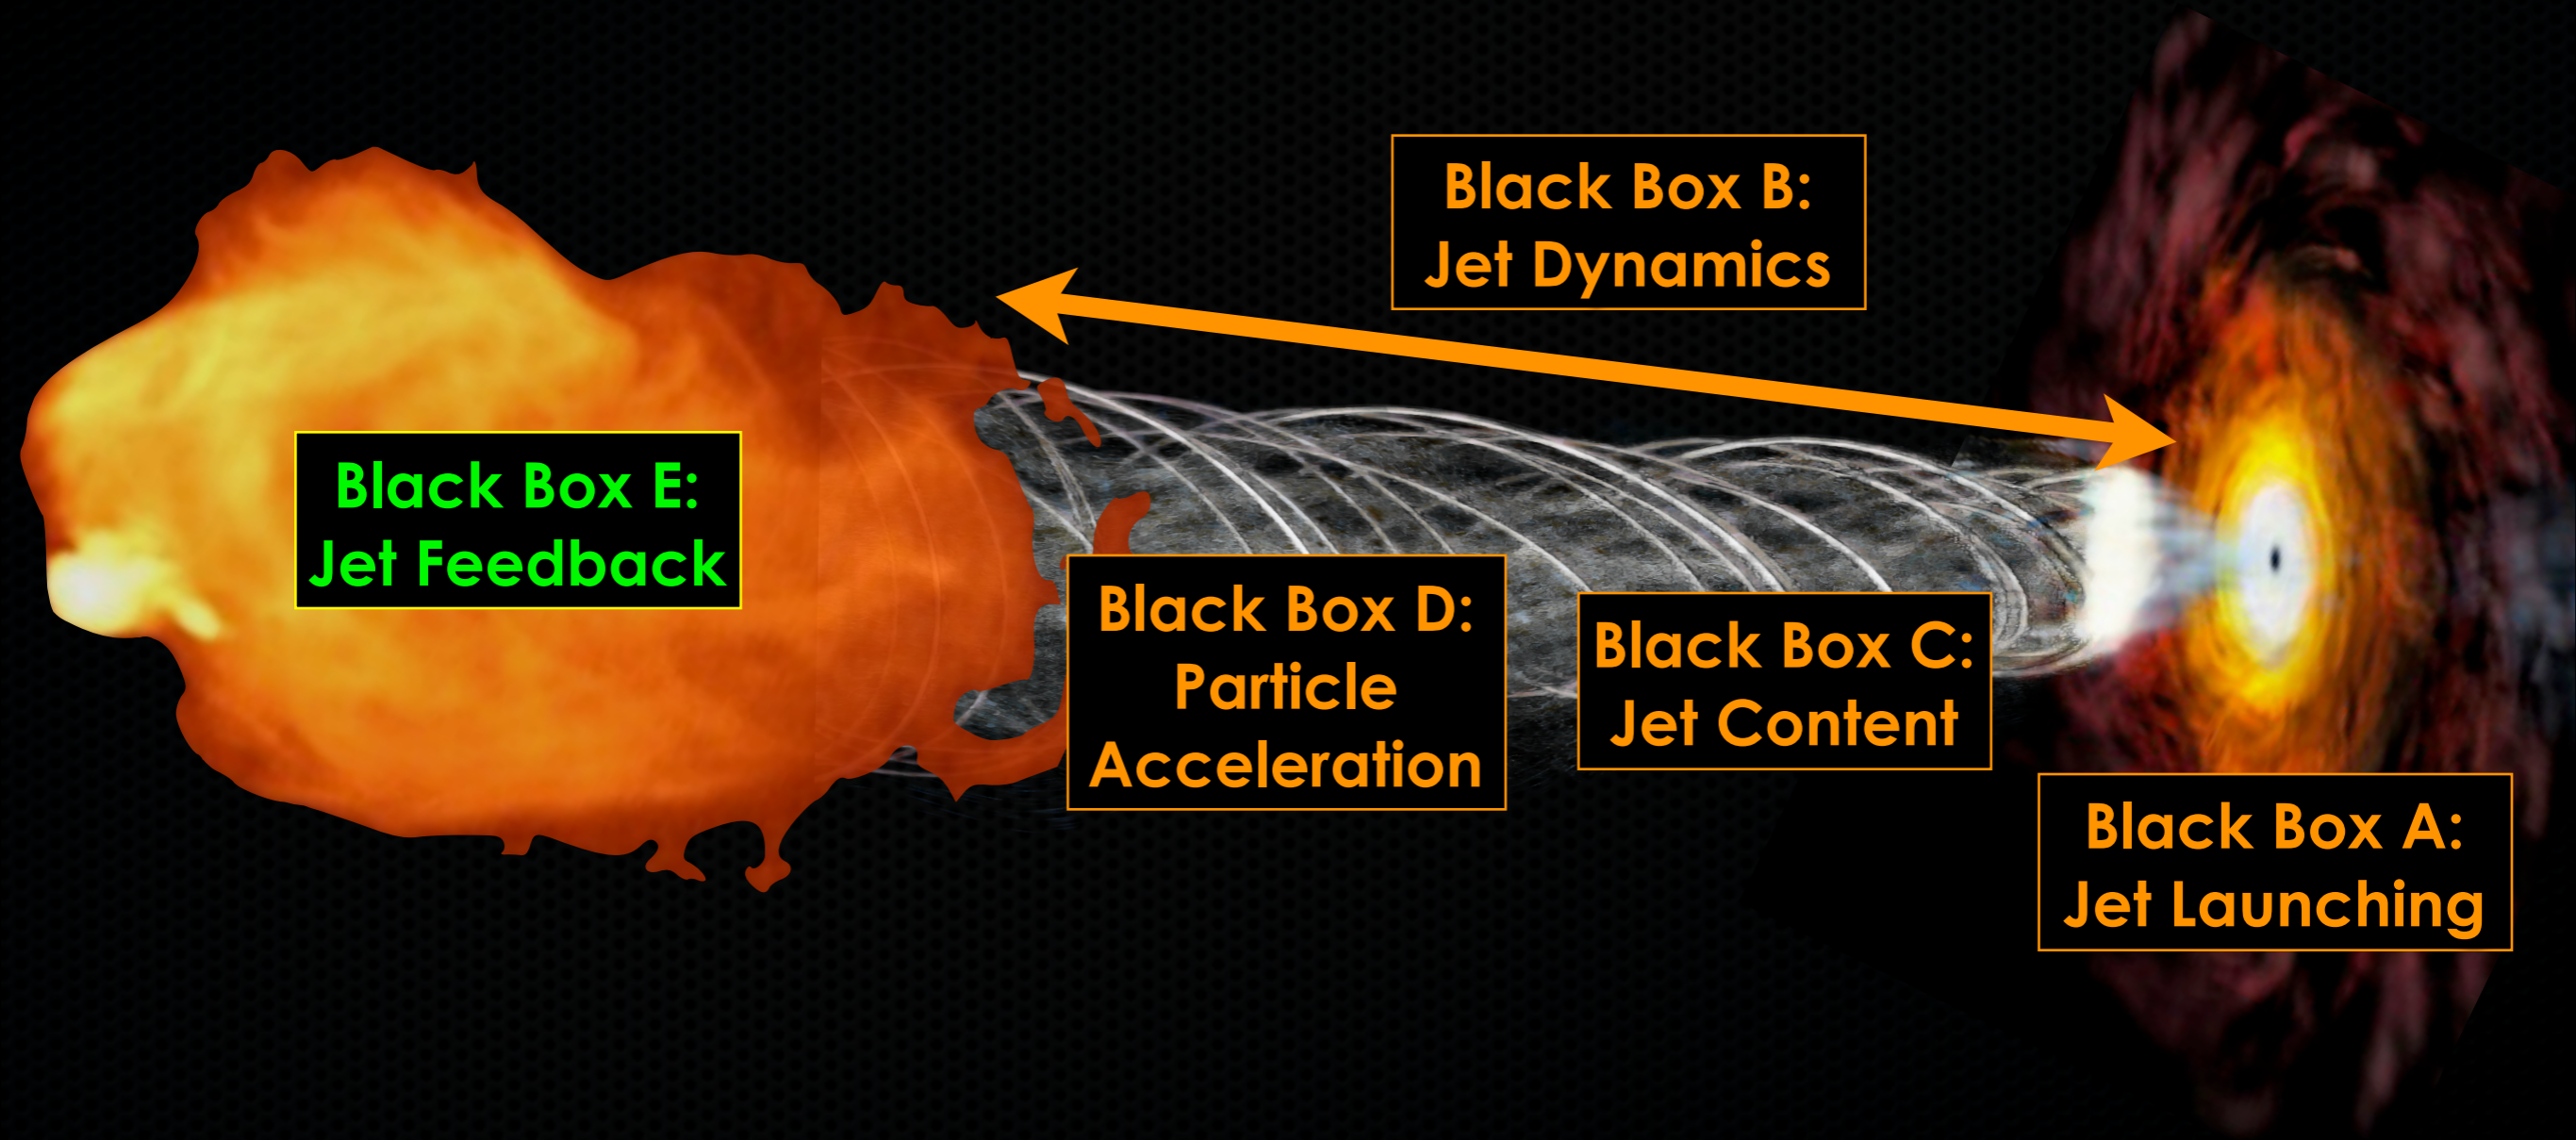 Black Box B:
Jet Dynamics
Black Box E:
Jet Feedback
Black Box D:
Particle
Acceleration
Black Box C:
Jet Content
Black Box A:
Jet Launching